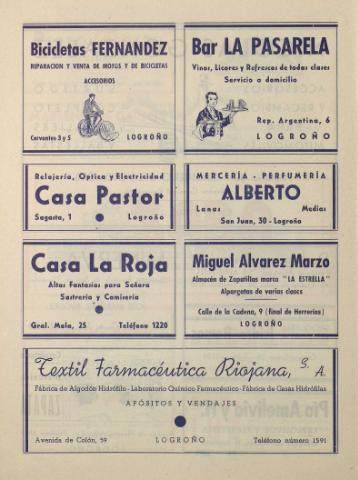 Bicicletas FERNANDEZ
REPARACION Y VENTA DE MOTOS Y DE BICICLETAS
ACCESORIOS
Cervantes 3 y 5 LOGROÑO
Bar LA PASARELA
Vinos, Licores y Refrescos de todas clases
Servicio a domicilio
Rep. Argentina, 6
LOGROÑO
Relojería, Optica y Electricidad
Casa Pastor
Sagasta, 1 Logroño
MERCERÍA - PERFUMERÍA
ALBERTO
Lanas Medias
San Juan, 30 - Logroño
Casa La Roja
Altas Fantasías para Señora
Sastrería y Camisería
Gral. Mola, 25 Teléfono 1220
Miguel Alvarez Marzo
Almacén de Zapatillas marca "LA ESTRELLA"
Alpargatas de varias clases
Calle de la Cadena, 9 (final de Herrerías)
LOGROÑO
Textil Farmacéutica Riojana, S. A.
Fábrica de Algodón Hidrófilo - Laboratorio Químico Farmacéutico - Fábrica de Gasas Hidrófilas
APÓSITOS Y VENDAJES
Avenida de Colón, 59 LOGROÑO Teléfono número 1591